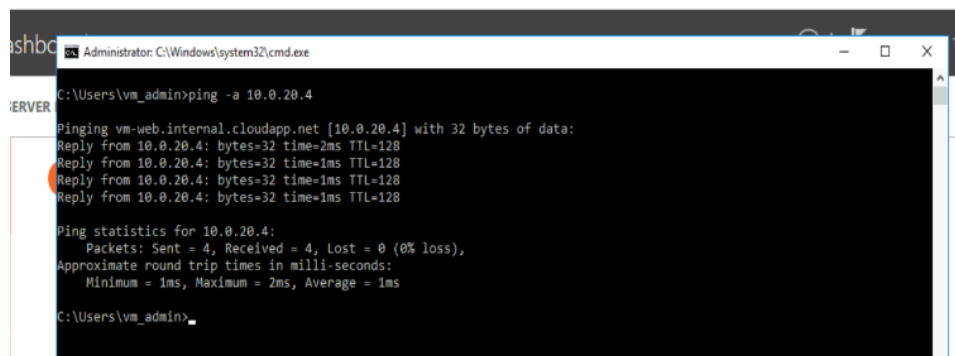 ashbo
Administrator: C:\Windows\system32\cmd.exe
C:\Users\vm_admin>ping -a 10.0.20.4
ERVER
Pinging vm-web.internal.cloudapp.net [10.0.20.4] with 32 bytes of data:
Reply from 10.0.20.4: bytes=32 time=2ms TTL=128
Reply from 10.0.20.4: bytes=32 time=1ms TTL=128
Reply from 10.0.20.4: bytes=32 time=1ms TTL=128
Reply from 10.0.20.4: bytes=32 time=1ms TTL=128
Ping statistics for 10.0.20.4:
Packets: Sent = 4, Received = 4, Lost = 0 (0% loss),
Approximate round trip times in milli-seconds:
Minimum = 1ms, Maximum = 2ms, Average = 1ms
C:\Users\vm_admin>